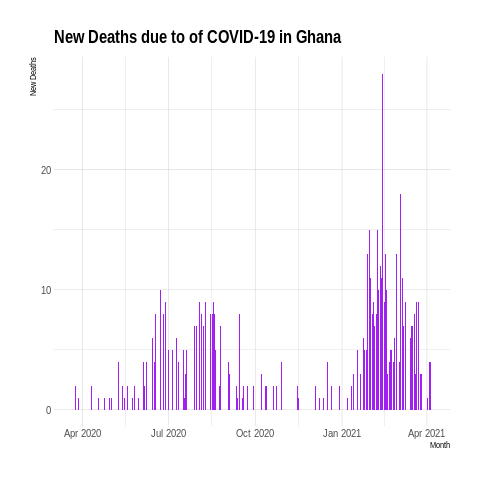 New Deaths due to of COVID-19 in Ghana
New Deaths
20
10
0
Apr 2020 Jul 2020 Oct 2020 Jan 2021 Apr 2021
Month